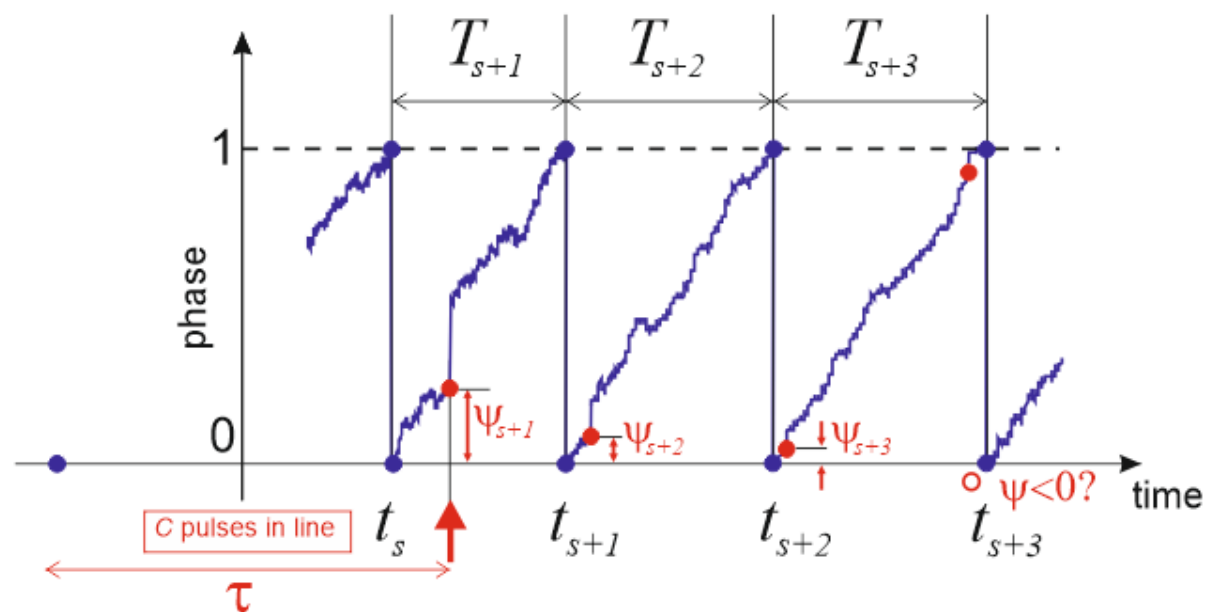 T_{s+1} T_{s+2} T_{s+3}
1
phase
0
ψ_{s+1} ψ_{s+2} ψ_{s+3}
ψ<0? time
C pulses in line t_s t_{s+1} t_{s+2} t_{s+3}
τ